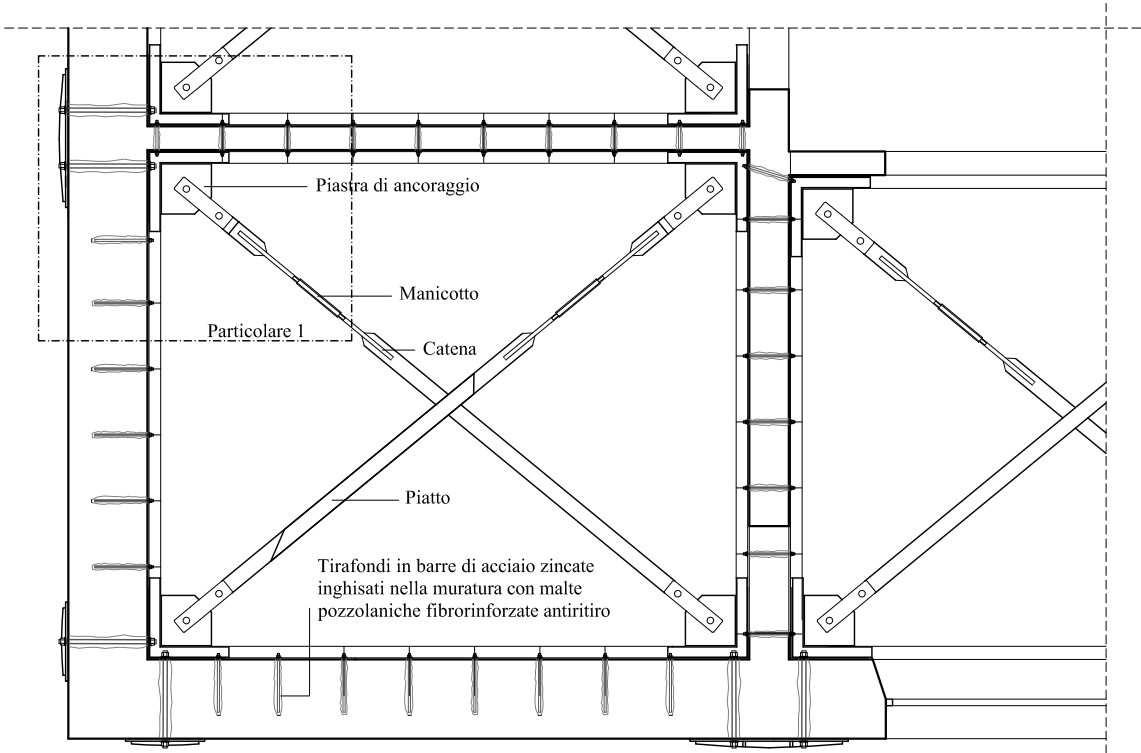 Piastra di ancoraggio
Manicotto
Particolare 1
Catena
Piatto
Tirafondi in barre di acciaio zincate
inghisati nella muratura con malte
pozzolaniche fibrorinforzate antiritiro